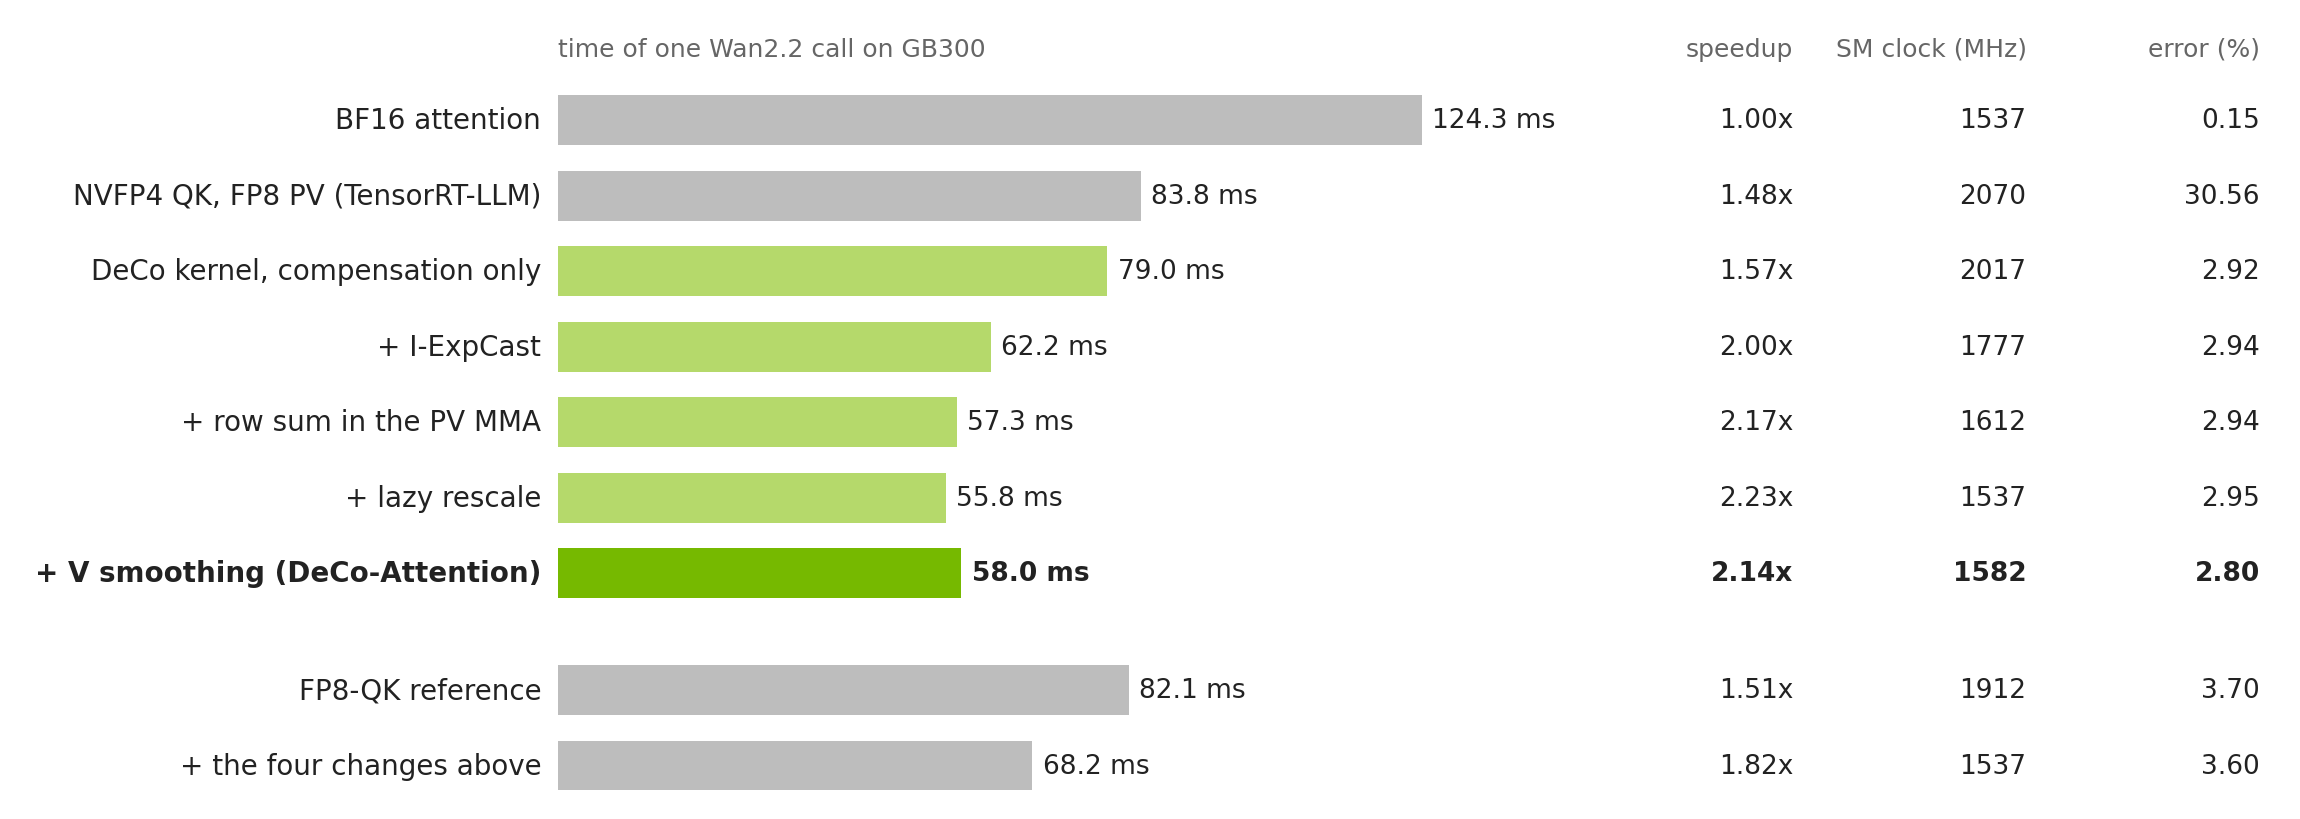 time of one Wan2.2 call on GB300 speedup SM clock (MHz) error (%)
BF16 attention 124.3 ms 1.00x 1537 0.15
NVFP4 QK, FP8 PV (TensorRT-LLM) 83.8 ms 1.48x 2070 30.56
DeCo kernel, compensation only 79.0 ms 1.57x 2017 2.92
+ I-ExpCast 62.2 ms 2.00x 1777 2.94
+ row sum in the PV MMA 57.3 ms 2.17x 1612 2.94
+ lazy rescale 55.8 ms 2.23x 1537 2.95
+ V smoothing (DeCo-Attention) 58.0 ms 2.14x 1582 2.80
FP8-QK reference 82.1 ms 1.51x 1912 3.70
+ the four changes above 68.2 ms 1.82x 1537 3.60